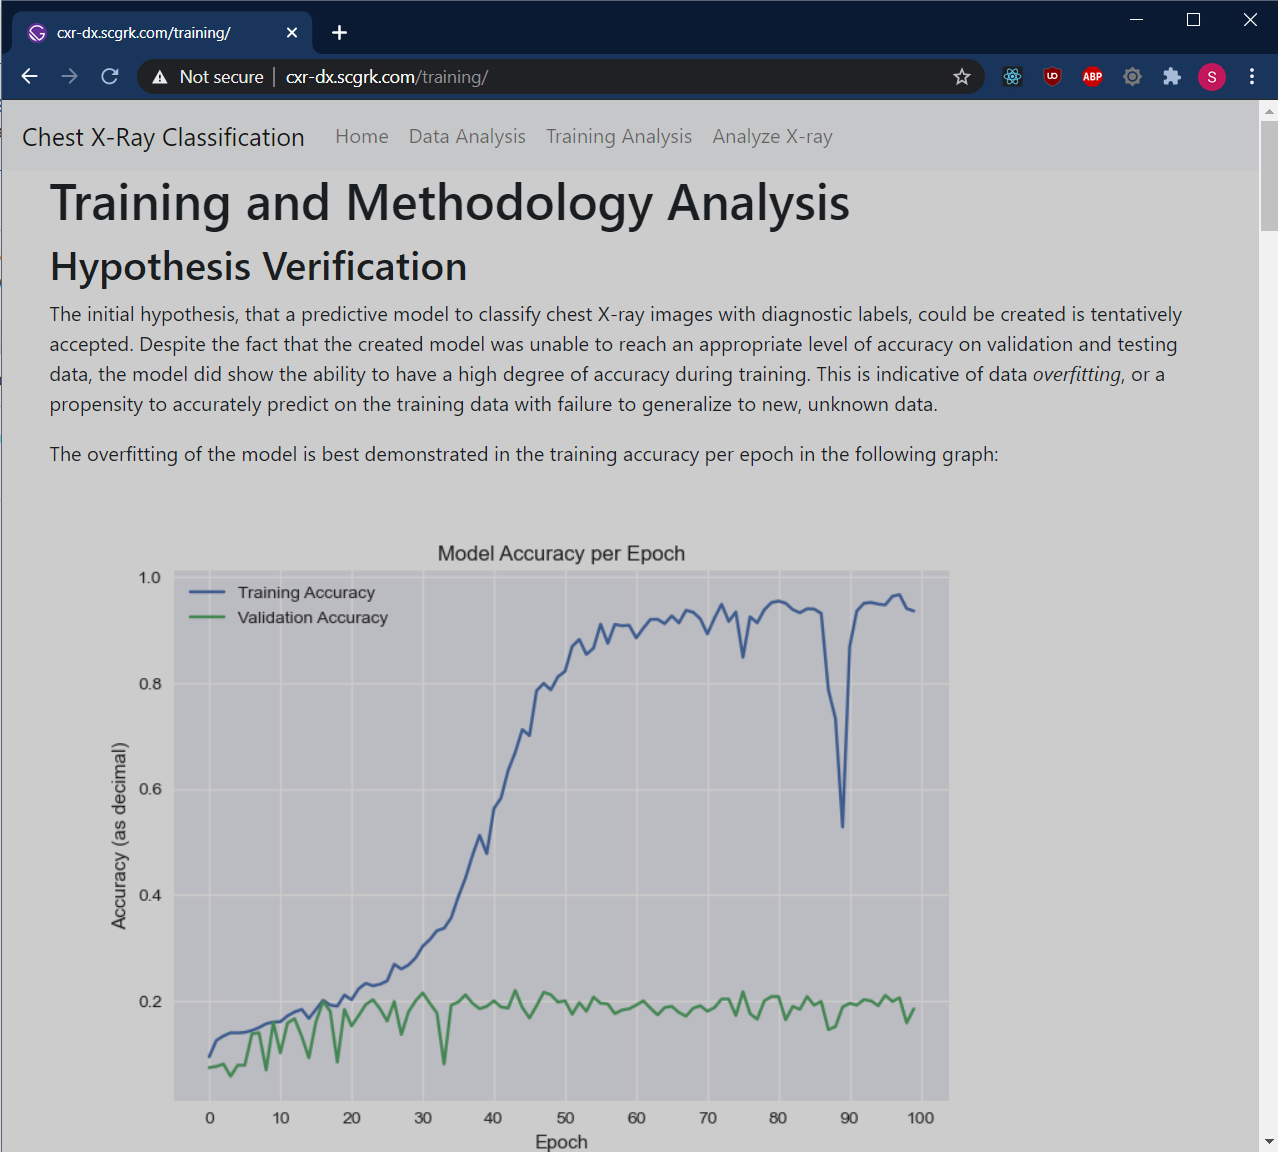 cxr-dx.scgrk.com/training/
Not secure
cxr-dx.scgrk.com/training/
UO
ABP
S
Chest X-Ray Classification
Home
Data Analysis
Training Analysis
Analyze X-ray
Training and Methodology Analysis
Hypothesis Verification
The initial hypothesis, that a predictive model to classify chest X-ray images with diagnostic labels, could be created is tentatively
accepted. Despite the fact that the created model was unable to reach an appropriate level of accuracy on validation and testing
data, the model did show the ability to have a high degree of accuracy during training. This is indicative of data overfitting, or a
propensity to accurately predict on the training data with failure to generalize to new, unknown data.
The overfitting of the model is best demonstrated in the training accuracy per epoch in the following graph:
Model Accuracy per Epoch
Training Accuracy
Validation Accuracy
1.0
0.8
0.6
0.4
0.2
Accuracy (as decimal)
0 10 20 30 40 50 60 70 80 90 100
Epoch